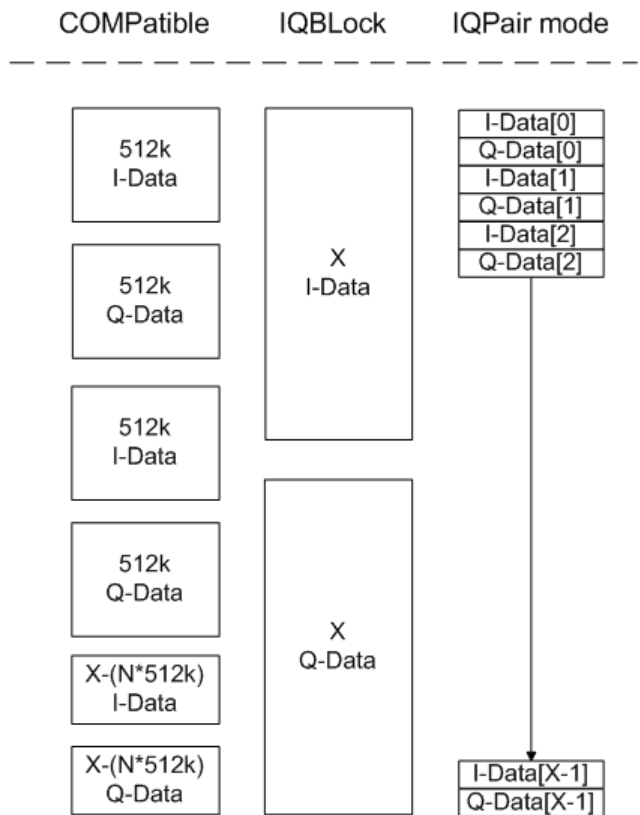 COMPatible
IQBLock
IQPair mode
512k
I-Data
512k
Q-Data
512k
I-Data
512k
Q-Data
X-(N*512k)
I-Data
X-(N*512k)
Q-Data
X
I-Data
X
Q-Data
I-Data[0]
Q-Data[0]
I-Data[1]
Q-Data[1]
I-Data[2]
Q-Data[2]
I-Data[X-1]
Q-Data[X-1]